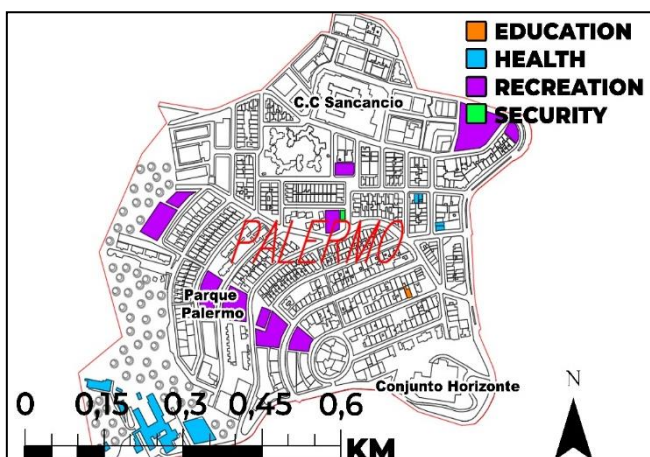 EDUCATION
HEALTH
RECREATION
SECURITY
C.C Sancancio
PALERMO
Parque
Palermo
Conjunto Horizonte
N
0 0,15 0,3 0,45 0,6
KM